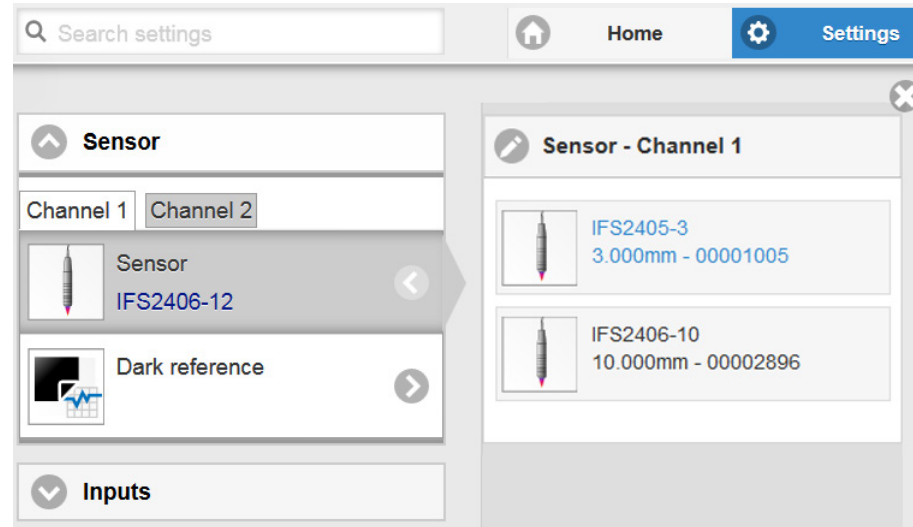 Search settings
Home
Settings
Sensor
Channel 1
Channel 2
Sensor
IFS2406-12
Dark reference
Inputs
Sensor - Channel 1
IFS2405-3
3.000mm - 00001005
IFS2406-10
10.000mm - 00002896